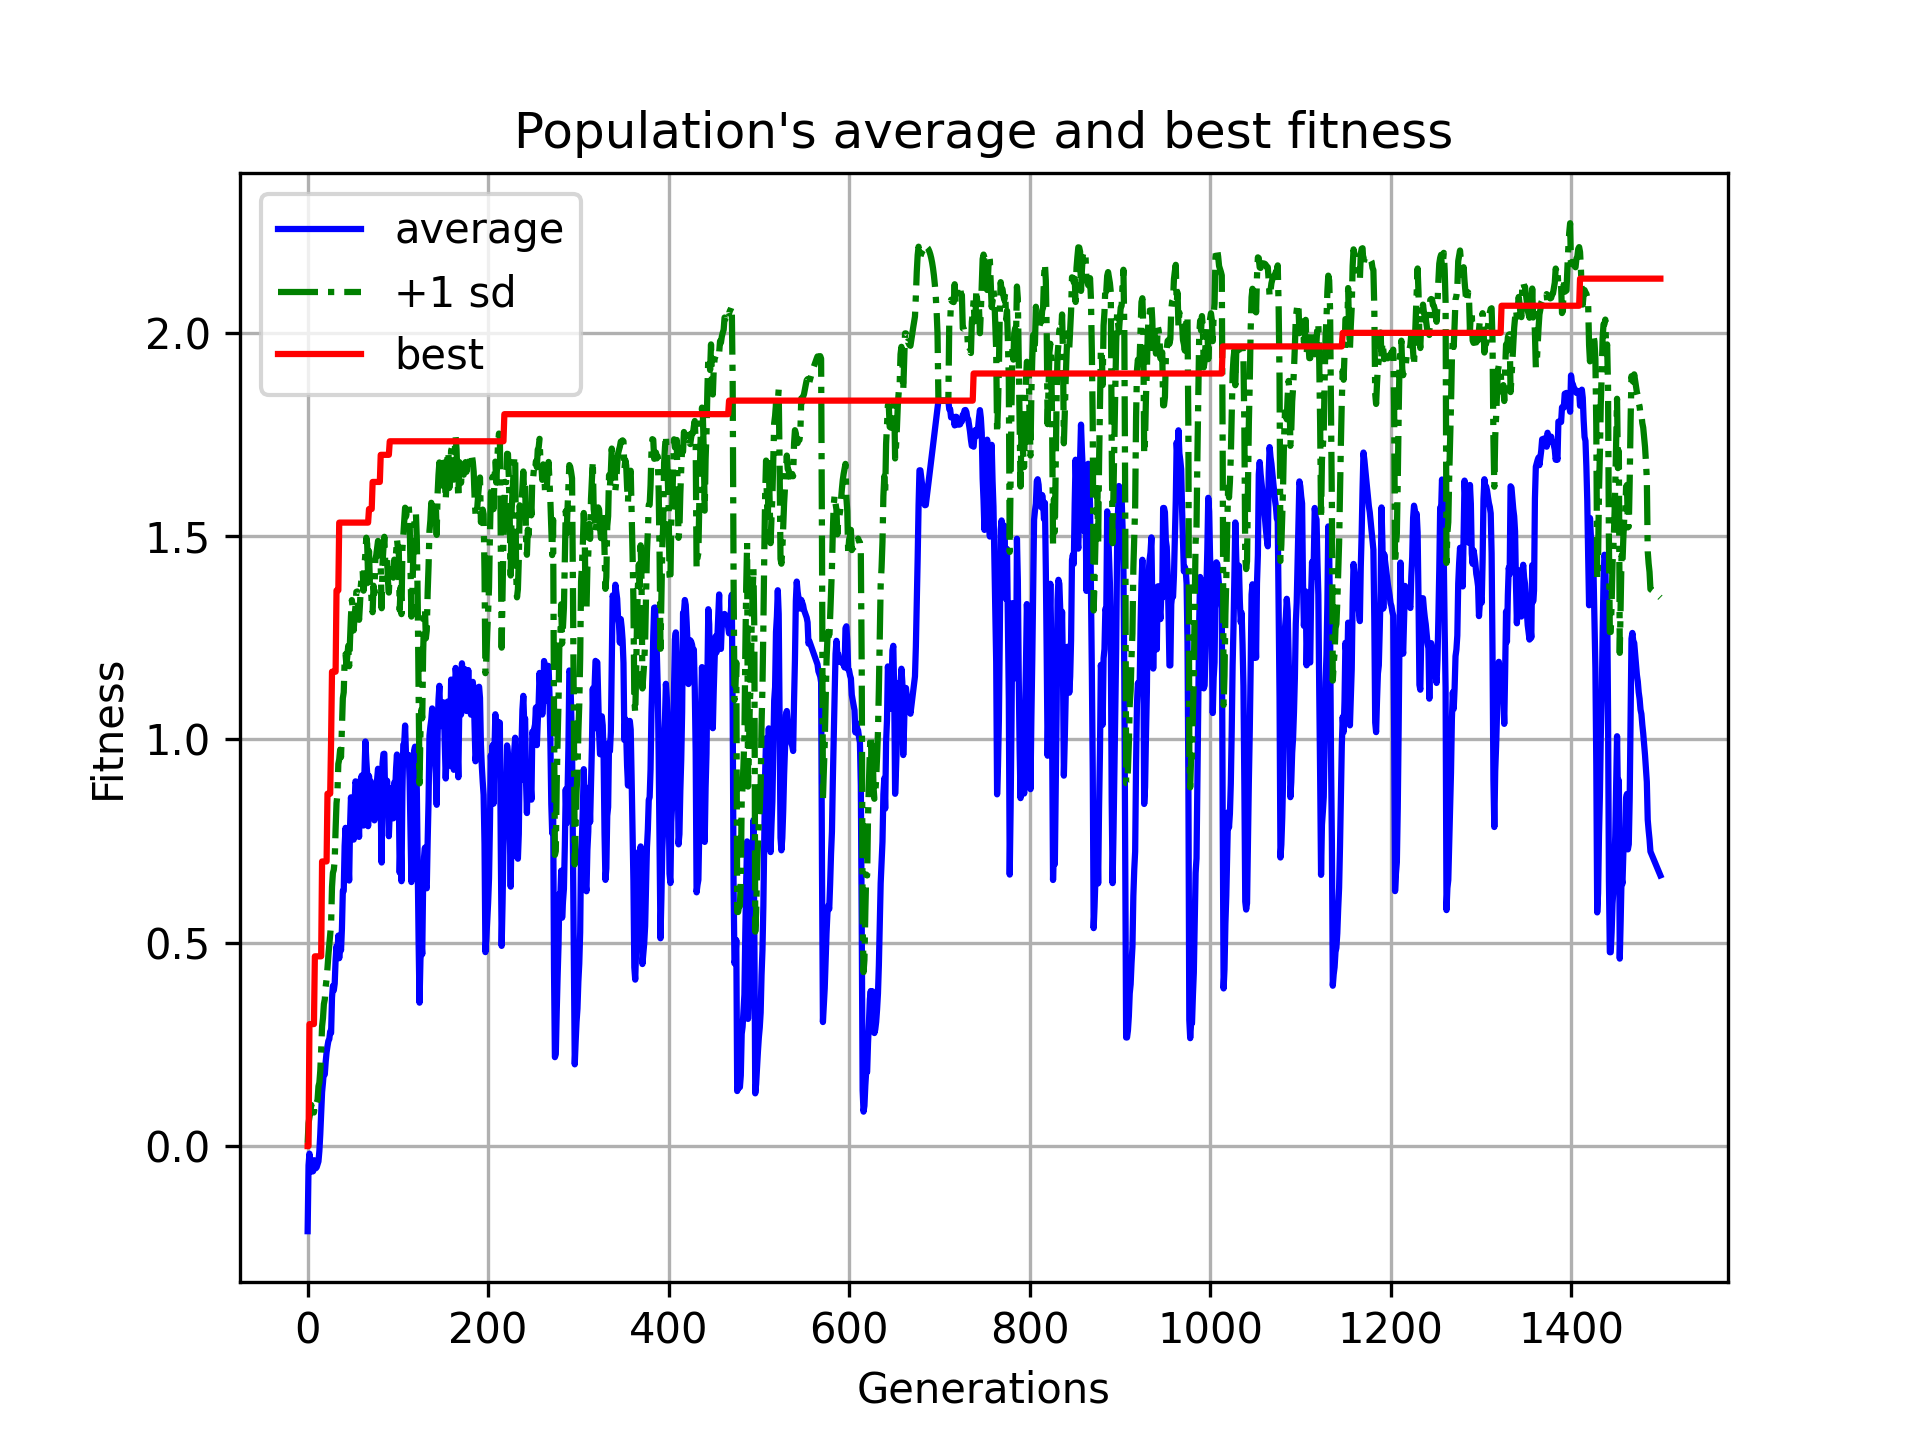 Population's average and best fitness
average
+1 sd
best
Fitness
2.0
1.5
1.0
0.5
0.0
0 200 400 600 800 1000 1200 1400
Generations